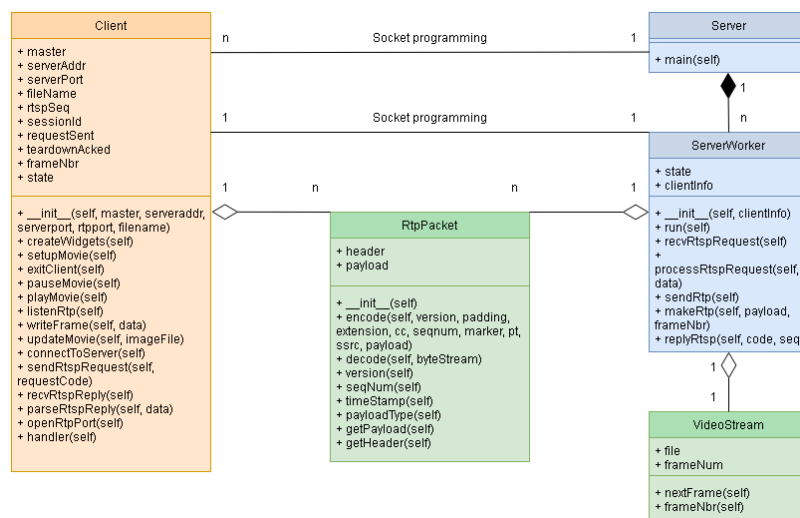 Client
+ master
+ serverAddr
+ serverPort
+ fileName
+ rtspSeq
+ sessionId
+ requestSent
+ teardownAcked
+ frameNbr
+ state
+ __init__(self, master, serveraddr,
serverport, rtpport, filename)
+ createWidgets(self)
+ setupMovie(self)
+ exitClient(self)
+ pauseMovie(self)
+ playMovie(self)
+ listenRtp(self)
+ writeFrame(self, data)
+ updateMovie(self, imageFile)
+ connectToServer(self)
+ sendRtspRequest(self,
requestCode)
+ recvRtspReply(self)
+ parseRtspReply(self, data)
+ openRtpPort(self)
+ handler(self)
n Socket programming 1
1 Socket programming 1
1 n
n 1
RtpPacket
+ header
+ payload
+ __init__(self)
+ encode(self, version, padding,
extension, cc, seqnum, marker, pt,
ssrc, payload)
+ decode(self, byteStream)
+ version(self)
+ seqNum(self)
+ timeStamp(self)
+ payloadType(self)
+ getPayload(self)
+ getHeader(self)
Server
+ main(self)
1
n
ServerWorker
+ state
+ clientInfo
+ __init__(self, clientInfo)
+ run(self)
+ recvRtspRequest(self)
+
processRtspRequest(self,
data)
+ sendRtp(self)
+ makeRtp(self, payload,
frameNbr)
+ replyRtsp(self, code, seq
1
1
VideoStream
+ file
+ frameNum
+ nextFrame(self)
+ frameNbr(self)